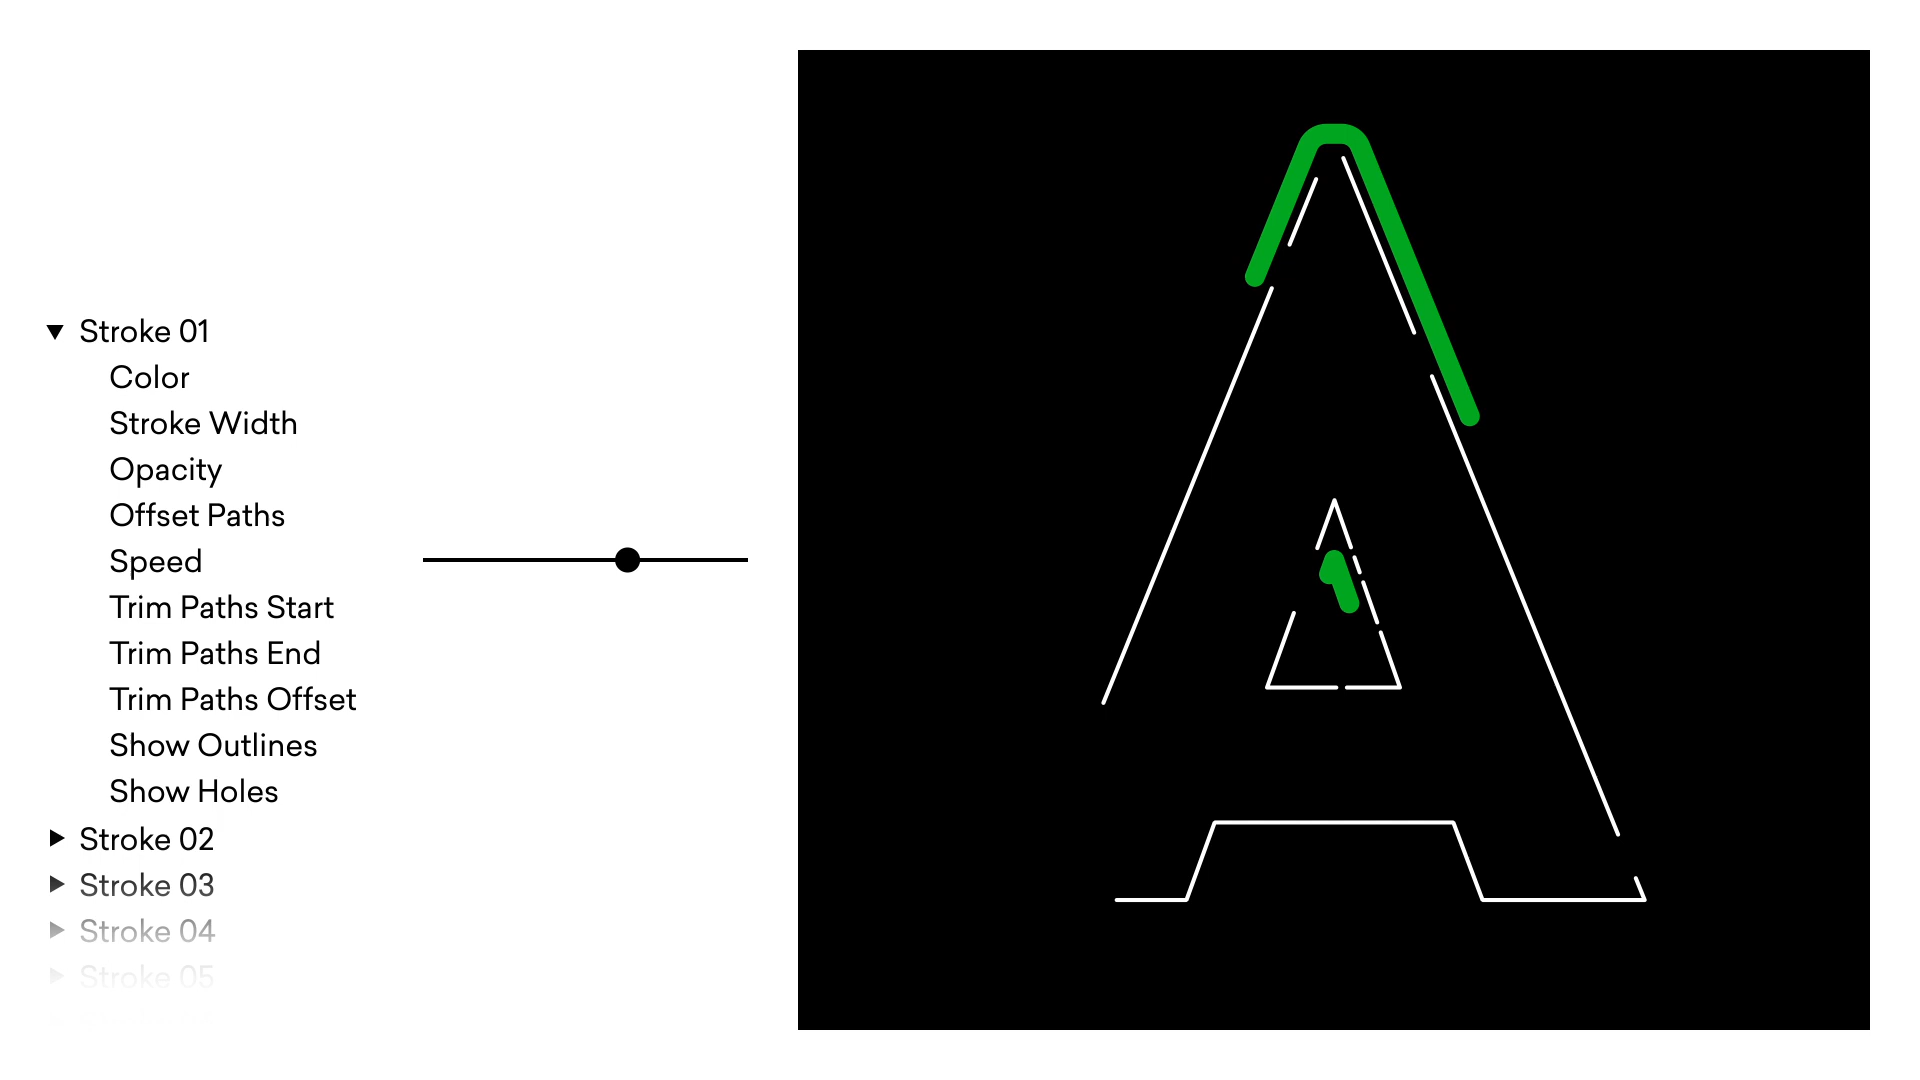 Stroke 01
Color
Stroke Width
Opacity
Offset Paths
Speed
Trim Paths Start
Trim Paths End
Trim Paths Offset
Show Outlines
Show Holes
Stroke 02
Stroke 03
Stroke 04
Stroke 05
A